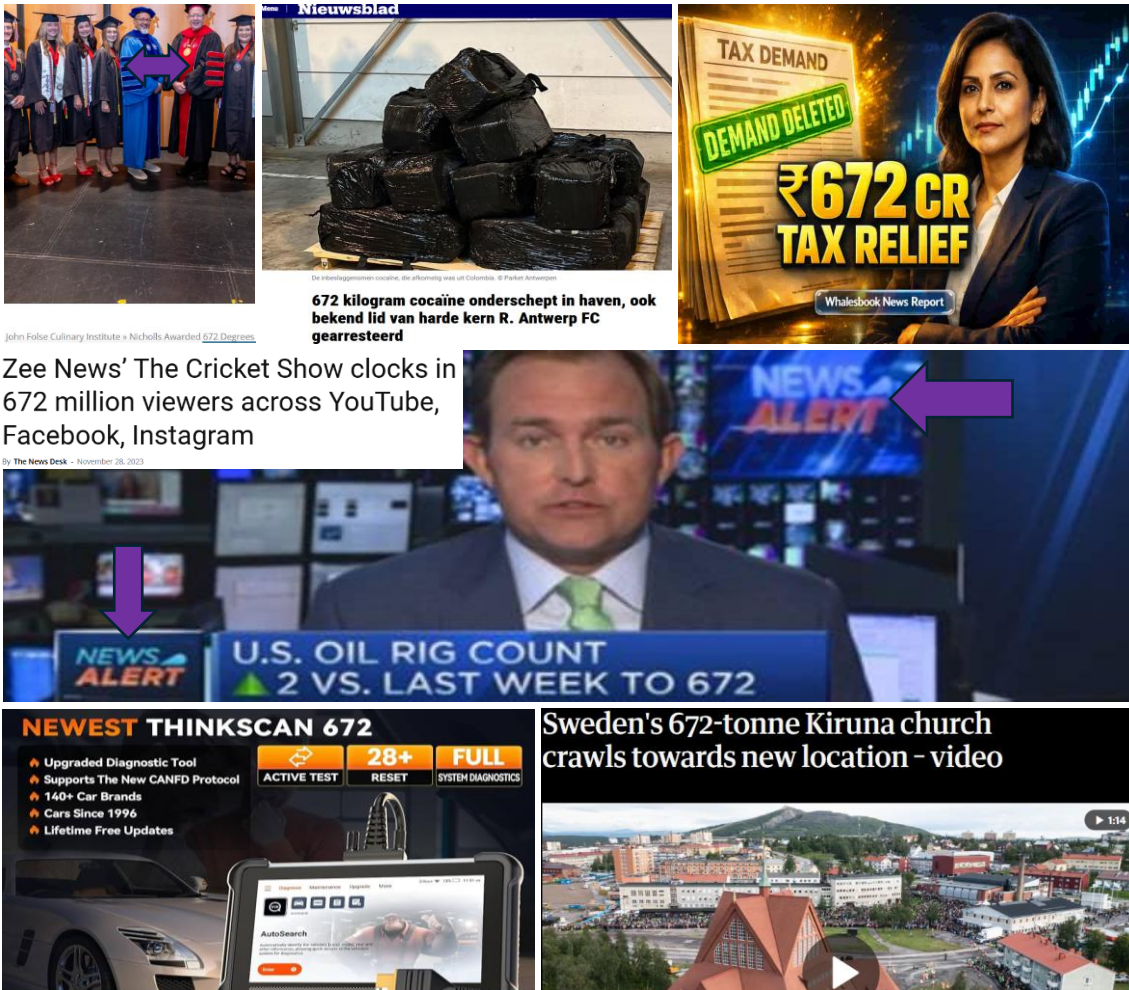 Menu
Nieuwsblad
De inbeslaggenomen cocaïne, die afkomstig was uit Colombia. © Parket Antwerpen
672 kilogram cocaïne onderschept in haven, ook
bekend lid van harde kern R. Antwerp FC
gearresteerd
TAX DEMAND
DEMAND DELETED
₹672 CR
TAX RELIEF
Whalesbook News Report
John Folse Culinary Institute » Nicholls Awarded 672 Degrees
Zee News’ The Cricket Show clocks in
672 million viewers across YouTube,
Facebook, Instagram
By The News Desk - November 28, 2023
NEWS
ALERT
NEWS
ALERT
U.S. OIL RIG COUNT
▲2 VS. LAST WEEK TO 672
NEWEST THINKSCAN 672
Upgraded Diagnostic Tool
Supports The New CANFD Protocol
140+ Car Brands
Cars Since 1996
Lifetime Free Updates
ACTIVE TEST
28+
RESET
FULL
SYSTEM DIAGNOSTICS
Diagnose Maintenance Upgrade More
AutoSearch
Enter
Sweden's 672-tonne Kiruna church
crawls towards new location – video
1:14